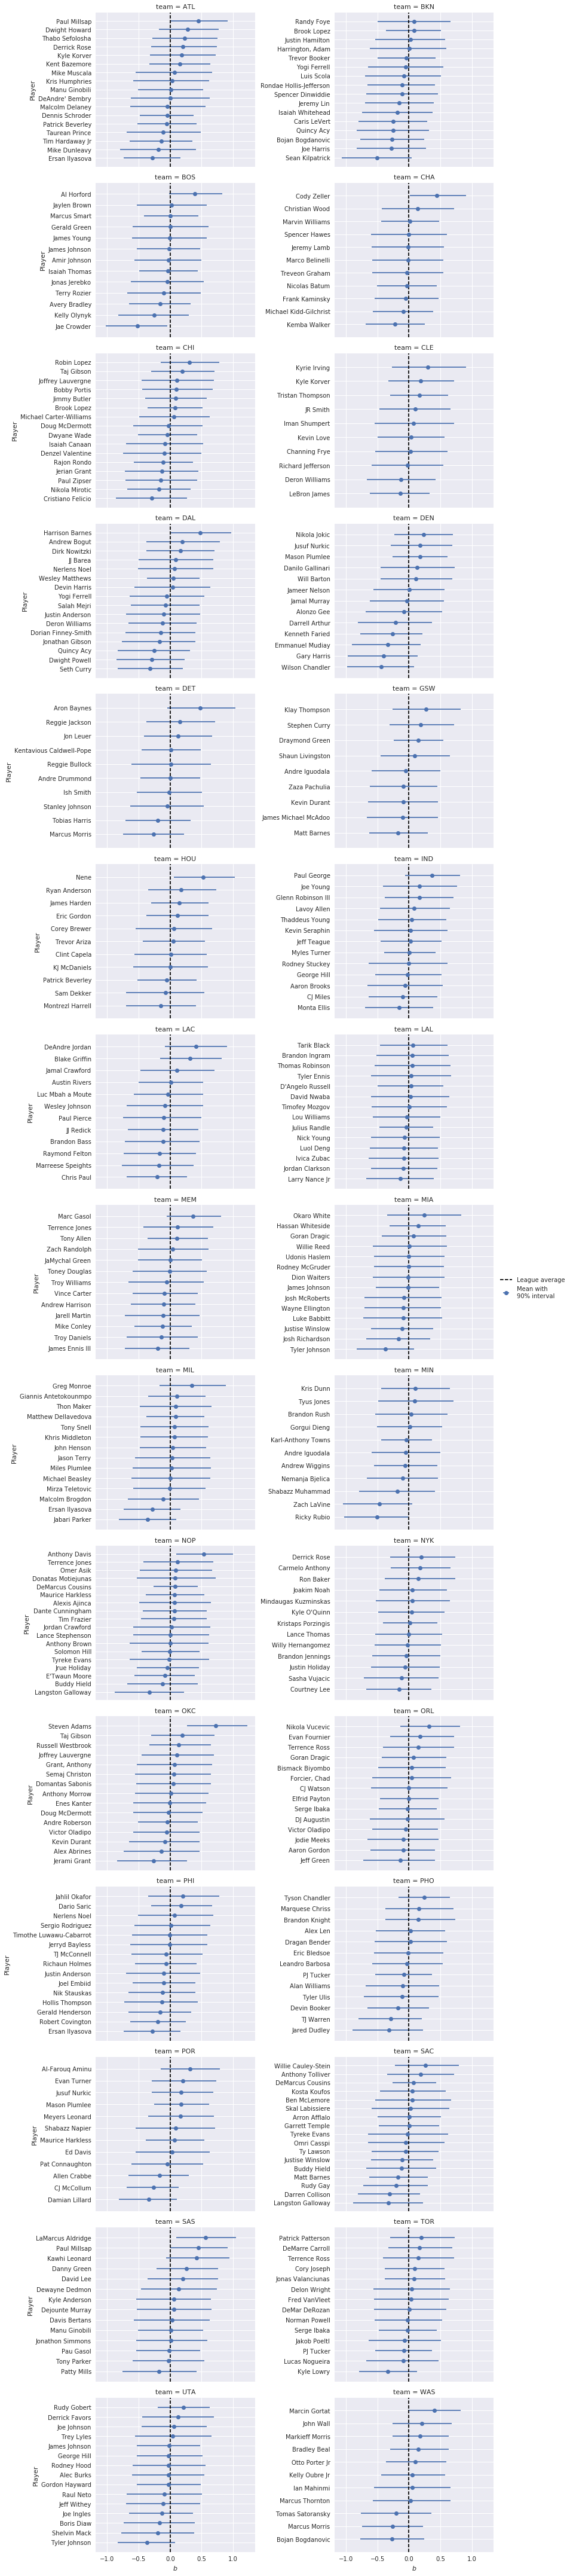 team = ATL
Paul Millsap
Dwight Howard
Thabo Sefolosha
Derrick Rose
Kyle Korver
Kent Bazemore
Mike Muscala
Kris Humphries
Manu Ginobili
DeAndre' Bembry
Malcolm Delaney
Dennis Schroder
Patrick Beverley
Taurean Prince
Tim Hardaway Jr
Mike Dunleavy
Ersan Ilyasova
Player
team = BKN
Randy Foye
Brook Lopez
Justin Hamilton
Harrington, Adam
Trevor Booker
Yogi Ferrell
Luis Scola
Rondae Hollis-Jefferson
Spencer Dinwiddie
Jeremy Lin
Isaiah Whitehead
Caris LeVert
Quincy Acy
Bojan Bogdanovic
Joe Harris
Sean Kilpatrick
team = BOS
Al Horford
Jaylen Brown
Marcus Smart
Gerald Green
James Young
James Johnson
Amir Johnson
Isaiah Thomas
Jonas Jerebko
Terry Rozier
Avery Bradley
Kelly Olynyk
Jae Crowder
Player
team = CHA
Cody Zeller
Christian Wood
Marvin Williams
Spencer Hawes
Jeremy Lamb
Marco Belinelli
Treveon Graham
Nicolas Batum
Frank Kaminsky
Michael Kidd-Gilchrist
Kemba Walker
team = CHI
Robin Lopez
Taj Gibson
Joffrey Lauvergne
Bobby Portis
Jimmy Butler
Brook Lopez
Michael Carter-Williams
Doug McDermott
Dwyane Wade
Isaiah Canaan
Denzel Valentine
Rajon Rondo
Jerian Grant
Paul Zipser
Nikola Mirotic
Cristiano Felicio
Player
team = CLE
Kyrie Irving
Kyle Korver
Tristan Thompson
JR Smith
Iman Shumpert
Kevin Love
Channing Frye
Richard Jefferson
Deron Williams
LeBron James
team = DAL
Harrison Barnes
Andrew Bogut
Dirk Nowitzki
JJ Barea
Nerlens Noel
Wesley Matthews
Devin Harris
Yogi Ferrell
Salah Mejri
Justin Anderson
Deron Williams
Dorian Finney-Smith
Jonathan Gibson
Quincy Acy
Dwight Powell
Seth Curry
Player
team = DEN
Nikola Jokic
Jusuf Nurkic
Mason Plumlee
Danilo Gallinari
Will Barton
Jameer Nelson
Jamal Murray
Alonzo Gee
Darrell Arthur
Kenneth Faried
Emmanuel Mudiay
Gary Harris
Wilson Chandler
team = DET
Aron Baynes
Reggie Jackson
Jon Leuer
Kentavious Caldwell-Pope
Reggie Bullock
Andre Drummond
Ish Smith
Stanley Johnson
Tobias Harris
Marcus Morris
Player
team = GSW
Klay Thompson
Stephen Curry
Draymond Green
Shaun Livingston
Andre Iguodala
Zaza Pachulia
Kevin Durant
James Michael McAdoo
Matt Barnes
team = HOU
Nene
Ryan Anderson
James Harden
Eric Gordon
Corey Brewer
Trevor Ariza
Clint Capela
KJ McDaniels
Patrick Beverley
Sam Dekker
Montrezl Harrell
Player
team = IND
Paul George
Joe Young
Glenn Robinson III
Lavoy Allen
Thaddeus Young
Kevin Seraphin
Jeff Teague
Myles Turner
Rodney Stuckey
George Hill
Aaron Brooks
CJ Miles
Monta Ellis
team = LAC
DeAndre Jordan
Blake Griffin
Jamal Crawford
Austin Rivers
Luc Mbah a Moute
Wesley Johnson
Paul Pierce
JJ Redick
Brandon Bass
Raymond Felton
Marreese Speights
Chris Paul
Player
team = LAL
Tarik Black
Brandon Ingram
Thomas Robinson
Tyler Ennis
D'Angelo Russell
David Nwaba
Timofey Mozgov
Lou Williams
Julius Randle
Nick Young
Luol Deng
Ivica Zubac
Jordan Clarkson
Larry Nance Jr
team = MEM
Marc Gasol
Terrence Jones
Tony Allen
Zach Randolph
JaMychal Green
Toney Douglas
Troy Williams
Vince Carter
Andrew Harrison
Jarell Martin
Mike Conley
Troy Daniels
James Ennis III
Player
team = MIA
Okaro White
Hassan Whiteside
Goran Dragic
Willie Reed
Udonis Haslem
Rodney McGruder
Dion Waiters
James Johnson
Josh McRoberts
Wayne Ellington
Luke Babbitt
Justise Winslow
Josh Richardson
Tyler Johnson
League average
Mean with
90% interval
team = MIL
Greg Monroe
Giannis Antetokounmpo
Thon Maker
Matthew Dellavedova
Tony Snell
Khris Middleton
John Henson
Jason Terry
Miles Plumlee
Michael Beasley
Mirza Teletovic
Malcolm Brogdon
Ersan Ilyasova
Jabari Parker
Player
team = MIN
Kris Dunn
Tyus Jones
Brandon Rush
Gorgui Dieng
Karl-Anthony Towns
Andre Iguodala
Andrew Wiggins
Nemanja Bjelica
Shabazz Muhammad
Zach LaVine
Ricky Rubio
team = NOP
Anthony Davis
Terrence Jones
Omer Asik
Donatas Motiejunas
DeMarcus Cousins
Maurice Harkless
Alexis Ajinca
Dante Cunningham
Tim Frazier
Jordan Crawford
Lance Stephenson
Anthony Brown
Solomon Hill
Tyreke Evans
Jrue Holiday
E'Twaun Moore
Buddy Hield
Langston Galloway
Player
team = NYK
Derrick Rose
Carmelo Anthony
Ron Baker
Joakim Noah
Mindaugas Kuzminskas
Kyle O'Quinn
Kristaps Porzingis
Lance Thomas
Willy Hernangomez
Brandon Jennings
Justin Holiday
Sasha Vujacic
Courtney Lee
team = OKC
Steven Adams
Taj Gibson
Russell Westbrook
Joffrey Lauvergne
Grant, Anthony
Semaj Christon
Domantas Sabonis
Anthony Morrow
Enes Kanter
Doug McDermott
Andre Roberson
Victor Oladipo
Kevin Durant
Alex Abrines
Jerami Grant
Player
team = ORL
Nikola Vucevic
Evan Fournier
Terrence Ross
Goran Dragic
Bismack Biyombo
Forcier, Chad
CJ Watson
Elfrid Payton
Serge Ibaka
DJ Augustin
Victor Oladipo
Jodie Meeks
Aaron Gordon
Jeff Green
team = PHI
Jahlil Okafor
Dario Saric
Nerlens Noel
Sergio Rodriguez
Timothe Luwawu-Cabarrot
Jerryd Bayless
TJ McConnell
Richaun Holmes
Justin Anderson
Joel Embiid
Nik Stauskas
Hollis Thompson
Gerald Henderson
Robert Covington
Ersan Ilyasova
Player
team = PHO
Tyson Chandler
Marquese Chriss
Brandon Knight
Alex Len
Dragan Bender
Eric Bledsoe
Leandro Barbosa
PJ Tucker
Alan Williams
Tyler Ulis
Devin Booker
TJ Warren
Jared Dudley
team = POR
Al-Farouq Aminu
Evan Turner
Jusuf Nurkic
Mason Plumlee
Meyers Leonard
Shabazz Napier
Maurice Harkless
Ed Davis
Pat Connaughton
Allen Crabbe
CJ McCollum
Damian Lillard
Player
team = SAC
Willie Cauley-Stein
Anthony Tolliver
DeMarcus Cousins
Kosta Koufos
Ben McLemore
Skal Labissiere
Arron Afflalo
Garrett Temple
Tyreke Evans
Omri Casspi
Ty Lawson
Justise Winslow
Buddy Hield
Matt Barnes
Rudy Gay
Darren Collison
Langston Galloway
team = SAS
LaMarcus Aldridge
Paul Millsap
Kawhi Leonard
Danny Green
David Lee
Dewayne Dedmon
Kyle Anderson
Dejounte Murray
Davis Bertans
Manu Ginobili
Jonathon Simmons
Pau Gasol
Tony Parker
Patty Mills
Player
team = TOR
Patrick Patterson
DeMarre Carroll
Terrence Ross
Cory Joseph
Jonas Valanciunas
Delon Wright
Fred VanVleet
DeMar DeRozan
Norman Powell
Serge Ibaka
Jakob Poeltl
PJ Tucker
Lucas Nogueira
Kyle Lowry
team = UTA
Rudy Gobert
Derrick Favors
Joe Johnson
Trey Lyles
James Johnson
George Hill
Rodney Hood
Alec Burks
Gordon Hayward
Raul Neto
Jeff Withey
Joe Ingles
Boris Diaw
Shelvin Mack
Tyler Johnson
Player
−1.0 −0.5 0.0 0.5 1.0
team = WAS
Marcin Gortat
John Wall
Markieff Morris
Bradley Beal
Otto Porter Jr
Kelly Oubre Jr
Ian Mahinmi
Marcus Thornton
Tomas Satoransky
Marcus Georges-Hunt
Bojan Bogdanovic
−1.0 −0.5 0.0 0.5 1.0
b